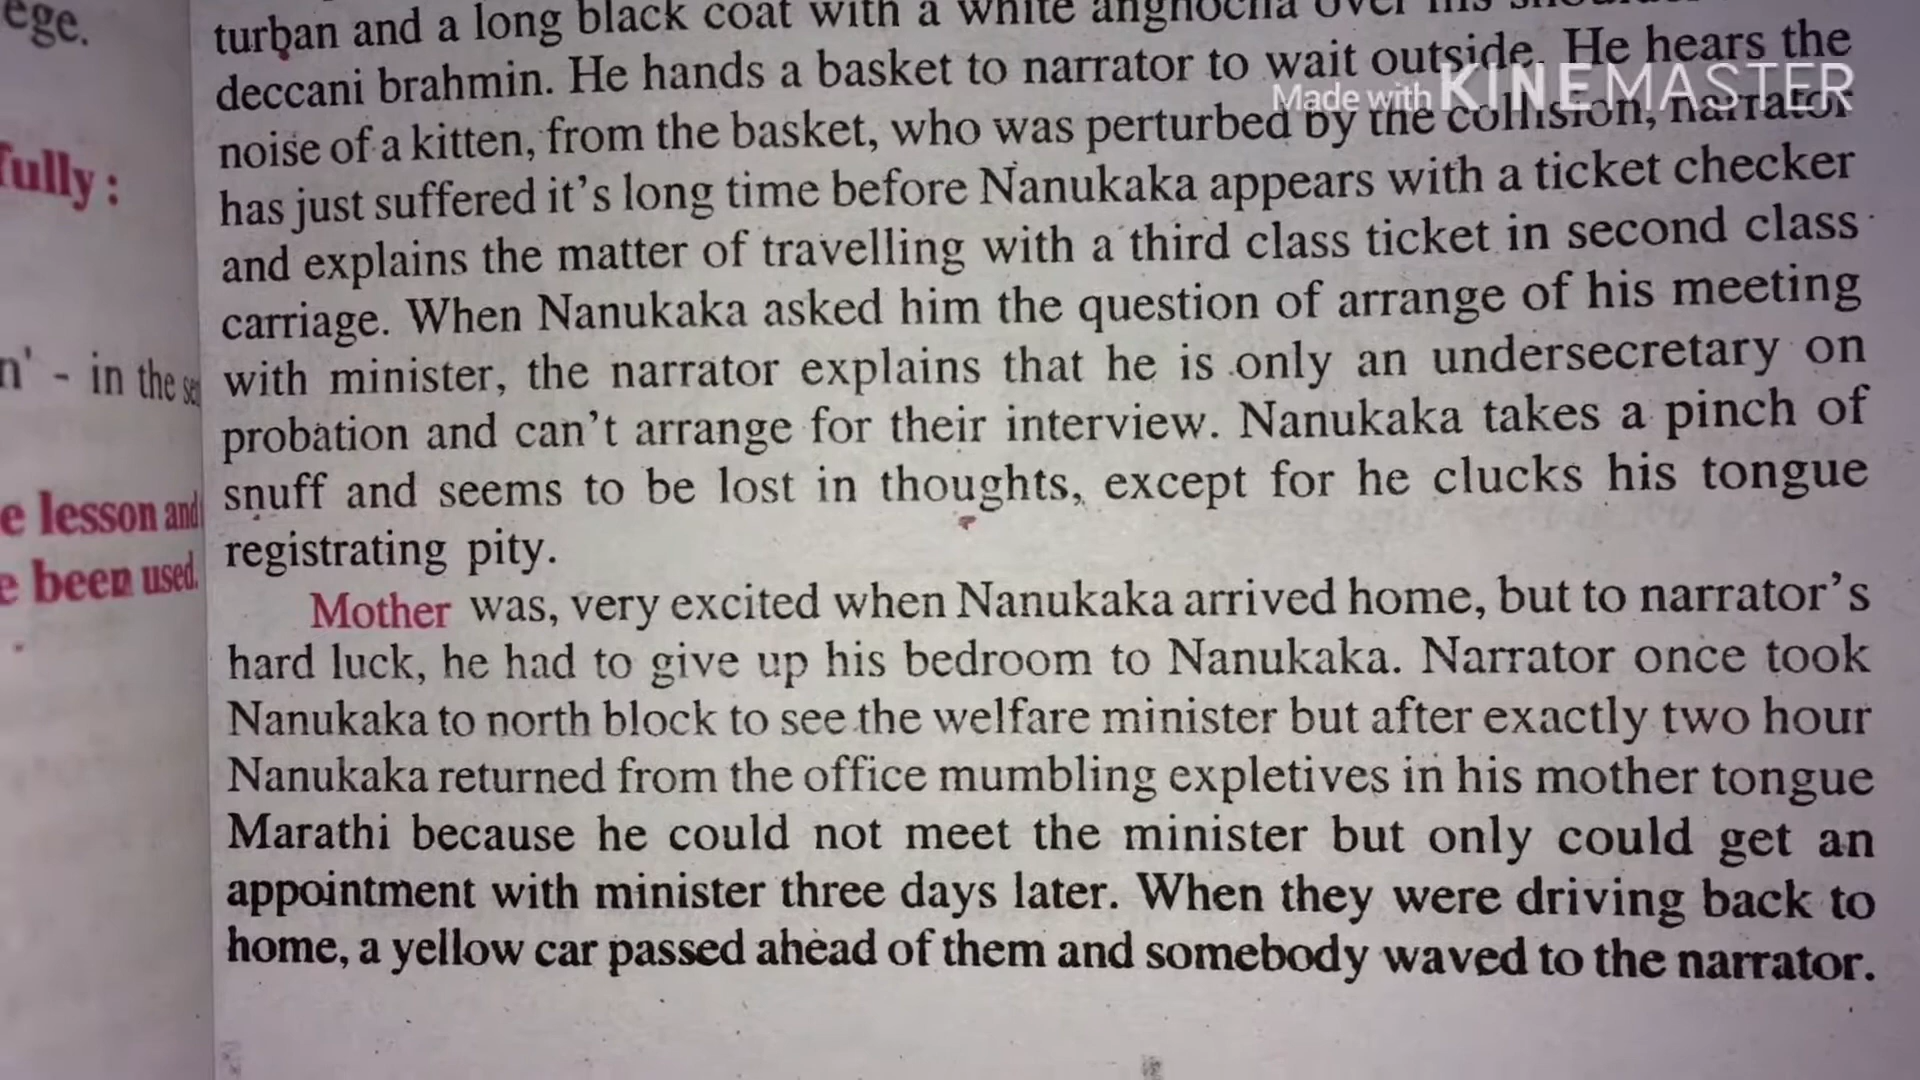 ege.
turban and a long black coat with a white anghocha over his
deccani brahmin. He hands a basket to narrator to wait outside. He hears the
Made with KINEMASTER
noise of a kitten, from the basket, who was perturbed by the collision, narrator
fully :
has just suffered it's long time before Nanukaka appears with a ticket checker
and explains the matter of travelling with a third class ticket in second class
carriage. When Nanukaka asked him the question of arrange of his meeting
n' - in the
with minister, the narrator explains that he is only an undersecretary on
probation and can't arrange for their interview. Nanukaka takes a pinch of
e lesson and
snuff and seems to be lost in thoughts, except for he clucks his tongue
e been used.
registrating pity.
Mother was, very excited when Nanukaka arrived home, but to narrator's
hard luck, he had to give up his bedroom to Nanukaka. Narrator once took
Nanukaka to north block to see the welfare minister but after exactly two hour
Nanukaka returned from the office mumbling expletives in his mother tongue
Marathi because he could not meet the minister but only could get an
appointment with minister three days later. When they were driving back to
home, a yellow car passed ahead of them and somebody waved to the narrator.